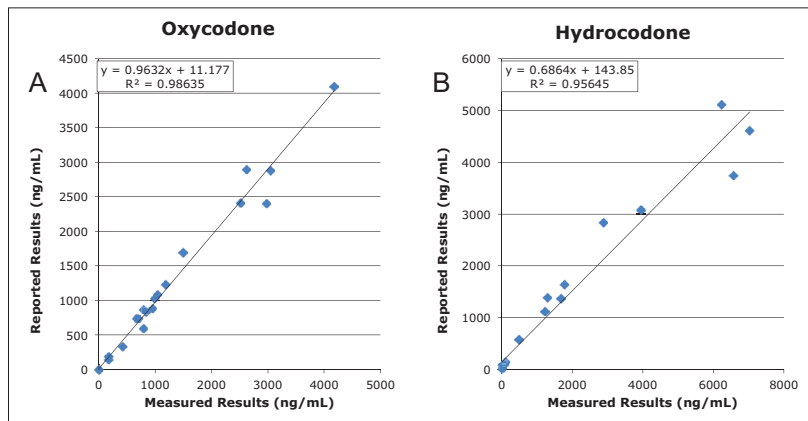 Oxycodone
A
y = 0.9632x + 11.177
R² = 0.98635
Reported Results (ng/mL)
4500
4000
3500
3000
2500
2000
1500
1000
500
0
0 1000 2000 3000 4000 5000
Measured Results (ng/mL)
Hydrocodone
B
y = 0.6864x + 143.85
R² = 0.95645
Reported Results (ng/mL)
6000
5000
4000
3000
2000
1000
0
0 2000 4000 6000 8000
Measured Results (ng/mL)